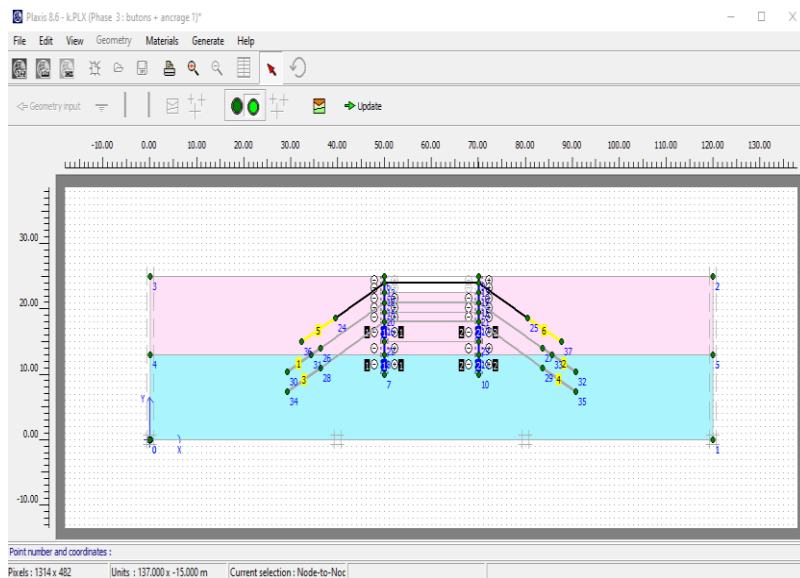 Plaxis 8.6 - k.PLX (Phase 3 : butons + ancrage 1)*
File Edit View Geometry Materials Generate Help
Geometry input Update
-10.00 0.00 10.00 20.00 30.00 40.00 50.00 60.00 70.00 80.00 90.00 100.00 110.00 120.00 130.00
30.00
20.00
10.00
0.00
-10.00
3 2
5 24 25 6
36 26 37
4 5
1 31 27 33 2
30 3 28 29 4 32
34 7 10 35
Y
X
0 1
Point number and coordinates :
Pixels : 1314 x 482 Units : 137.000 x -15.000 m Current selection : Node-to-Noc